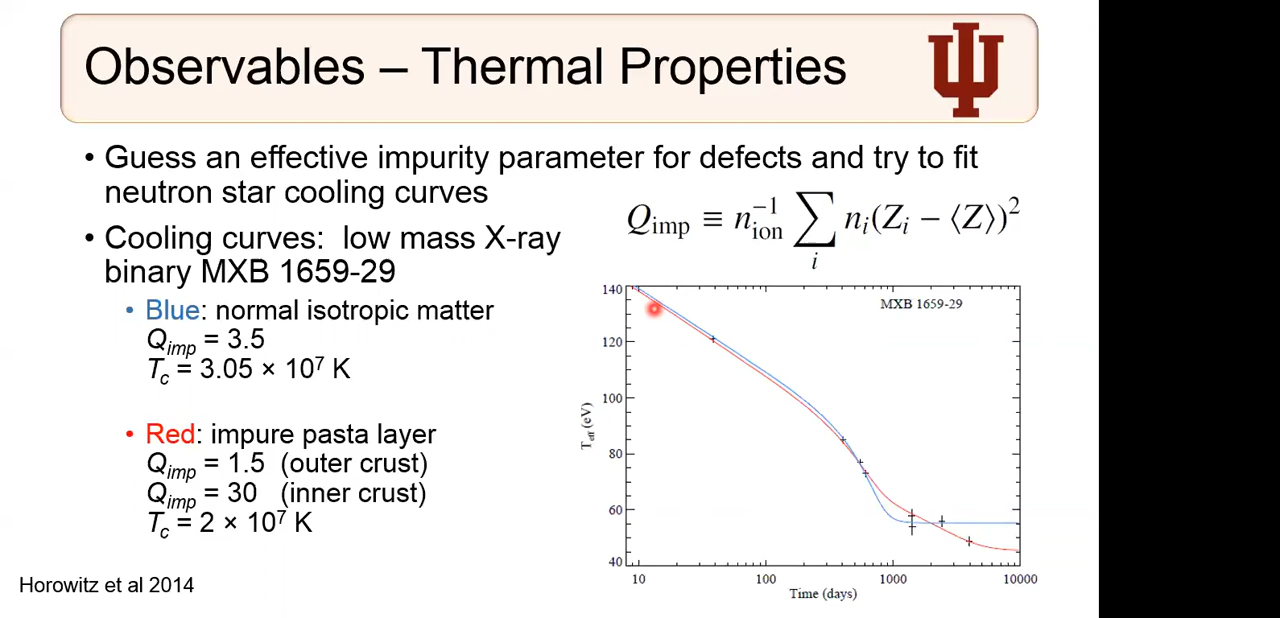 Observables – Thermal Properties
• Guess an effective impurity parameter for defects and try to fit
neutron star cooling curves
Q_imp ≡ n_ion^{-1} ∑_i n_i(Z_i − ⟨Z⟩)^2
• Cooling curves: low mass X-ray
binary MXB 1659-29
• Blue: normal isotropic matter
Q_imp = 3.5
T_c = 3.05 × 10^7 K
• Red: impure pasta layer
Q_imp = 1.5 (outer crust)
Q_imp = 30 (inner crust)
T_c = 2 × 10^7 K
MXB 1659-29
140
120
100
80
60
40
T_eff (eV)
10 100 1000 10000
Time (days)
Horowitz et al 2014